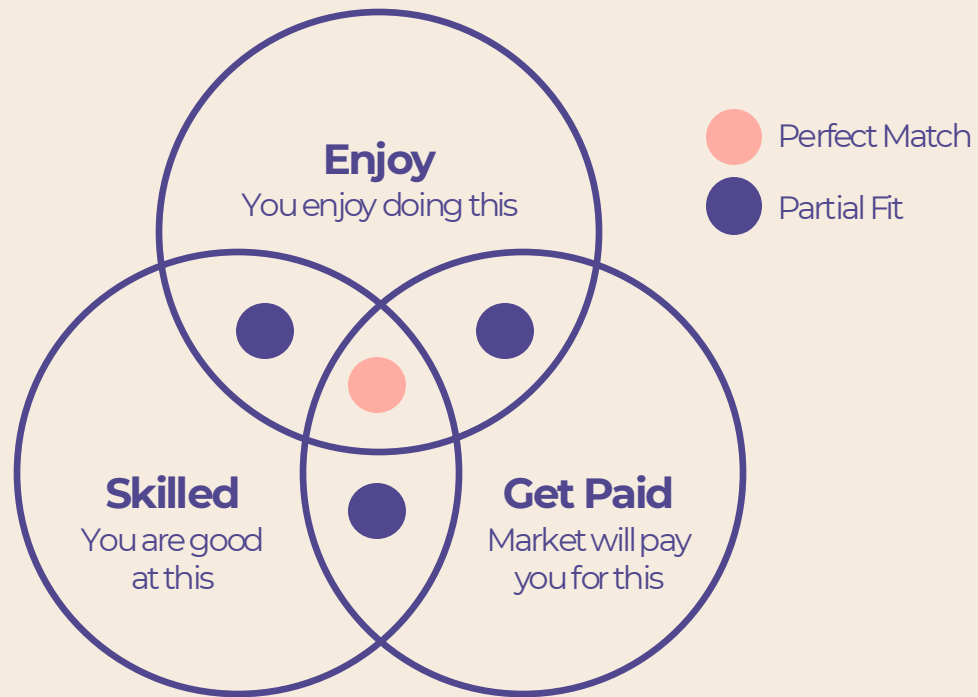 Enjoy
You enjoy doing this
Perfect Match
Partial Fit
Skilled
You are good
at this
Get Paid
Market will pay
you for this